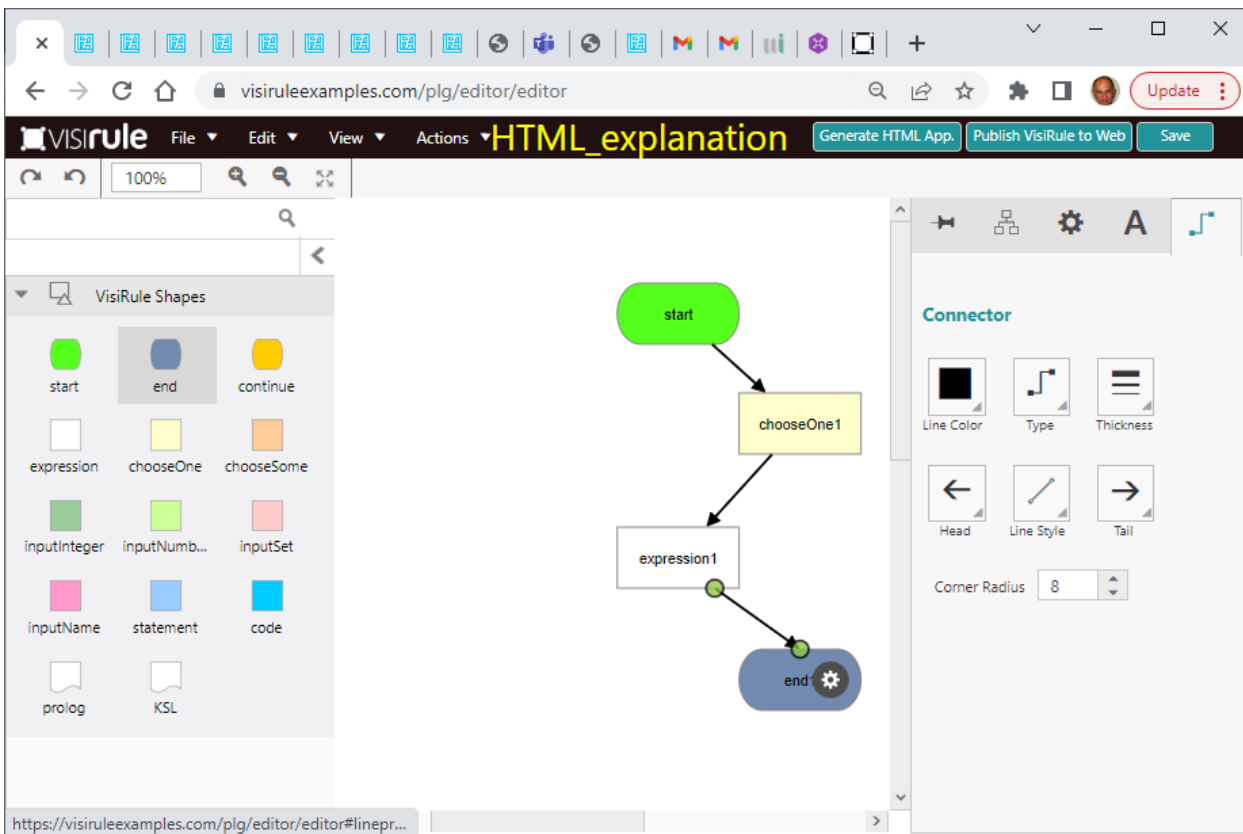 visiruleexamples.com/plg/editor/editor
Update
VISIrule File Edit View Actions HTML_explanation Generate HTML App. Publish VisiRule to Web Save
100%
VisiRule Shapes
start end continue
expression chooseOne chooseSome
inputInteger inputNumb... inputSet
inputName statement code
prolog KSL
start
chooseOne1
expression1
end1
A
Connector
Line Color Type Thickness
Head Line Style Tail
Corner Radius 8
https://visiruleexamples.com/plg/editor/editor#linepr...